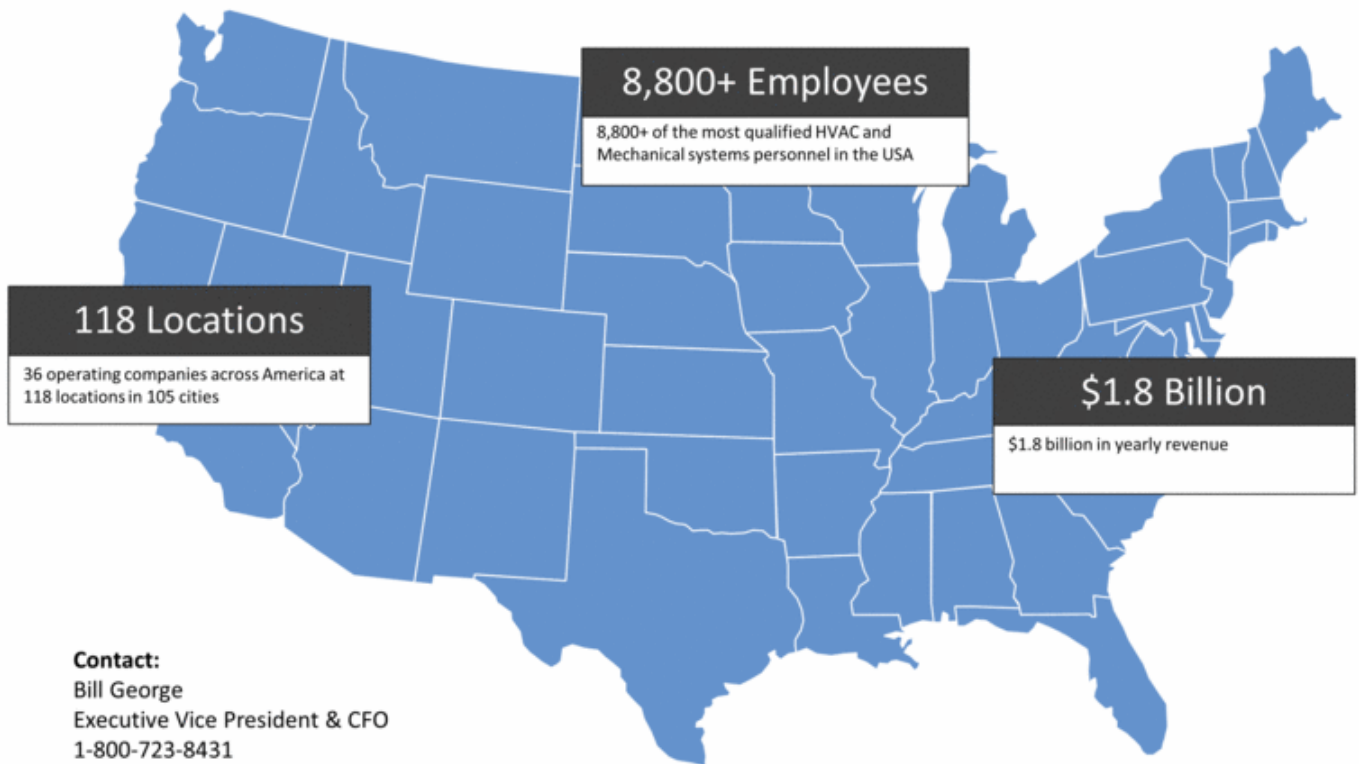 8,800+ Employees
8,800+ of the most qualified HVAC and
Mechanical systems personnel in the USA
118 Locations
36 operating companies across America at
118 locations in 105 cities
$1.8 Billion
$1.8 billion in yearly revenue
Contact:
Bill George
Executive Vice President & CFO
1-800-723-8431